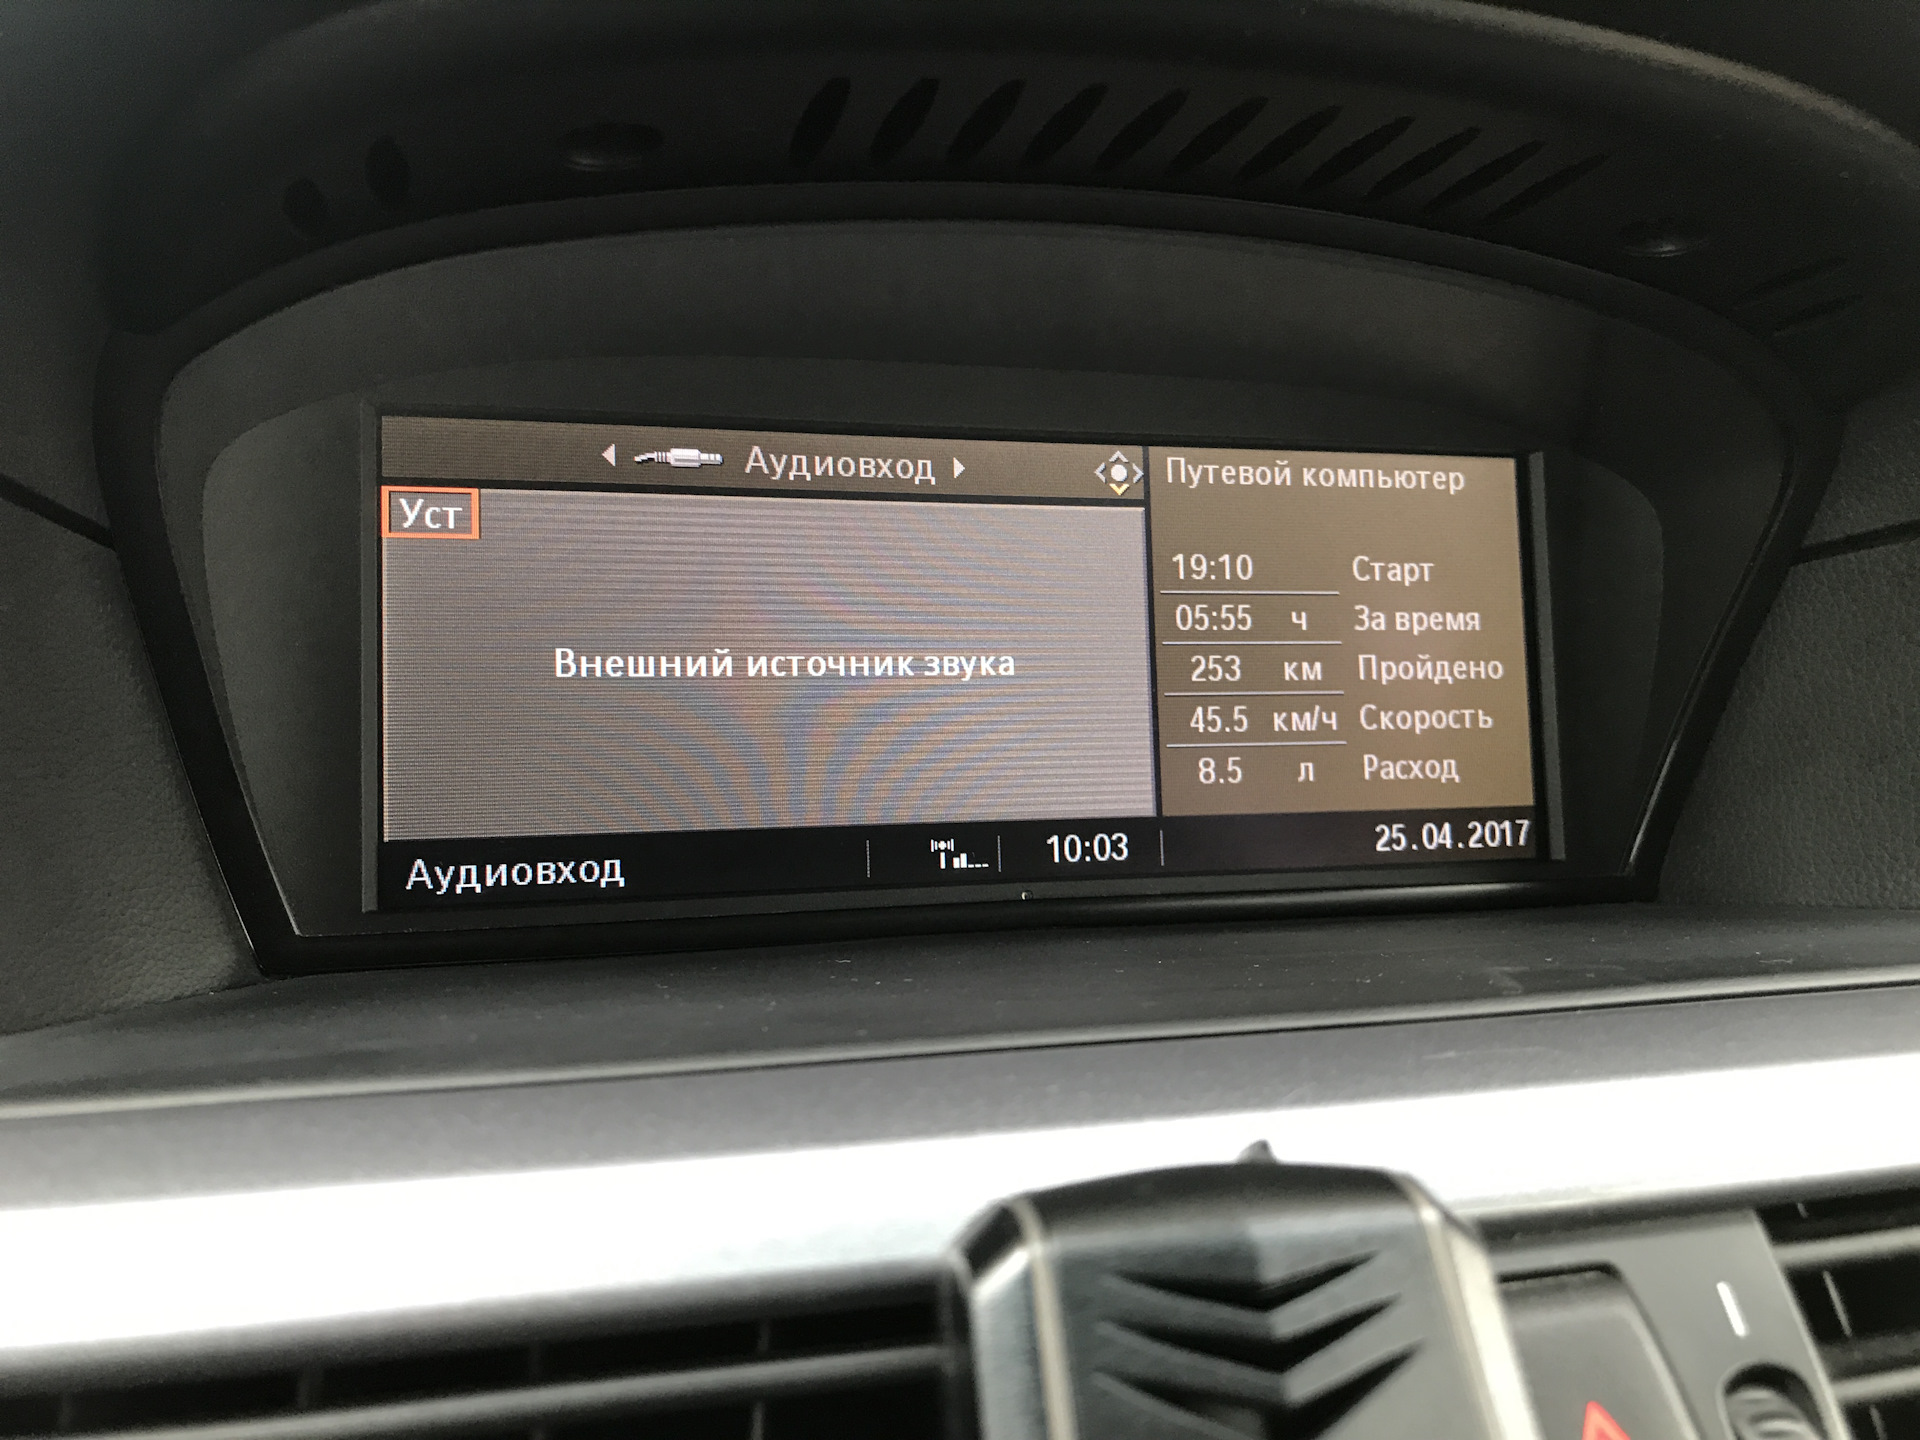 Аудиовход
Уст
Внешний источник звука
Путевой компьютер
19:10 Старт
05:55 ч За время
253 км Пройдено
45.5 км/ч Скорость
8.5 л Расход
Аудиовход 10:03 25.04.2017